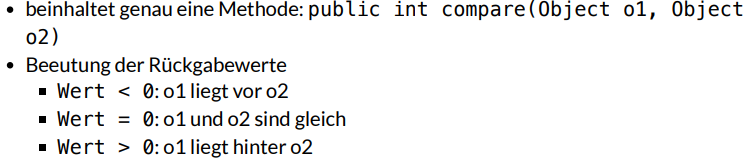 • beinhaltet genau eine Methode: public int compare(Object o1, Object
o2)
• Beeutung der Rückgabewerte
▪ Wert < 0: o1 liegt vor o2
▪ Wert = 0: o1 und o2 sind gleich
▪ Wert > 0: o1 liegt hinter o2